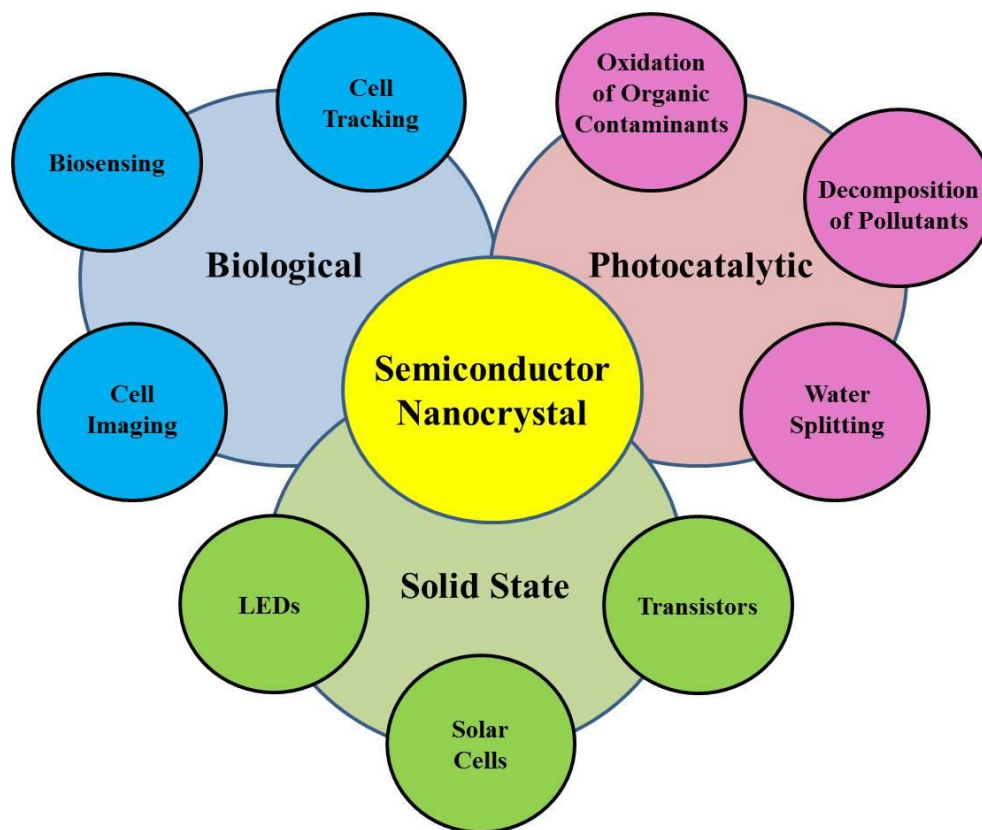 Cell
Tracking
Biosensing
Biological
Cell
Imaging
Oxidation
of Organic
Contaminants
Decomposition
of Pollutants
Photocatalytic
Water
Splitting
Semiconductor
Nanocrystal
Solid State
LEDs
Transistors
Solar
Cells